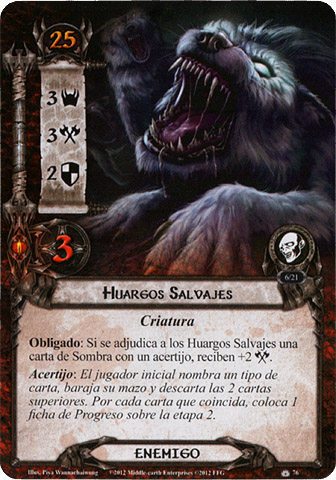 25
3
3
2
3
6/21
HUARGOS SALVAJES
Criatura
Obligado: Si se adjudica a los Huargos Salvajes una
carta de Sombra con un acertijo, reciben +2
Acertijo: El jugador inicial nombra un tipo de
carta, baraja su mazo y descarta las 2 cartas
superiores. Por cada carta que coincida, coloca 1
ficha de Progreso sobre la etapa 2.
ENEMIGO
Illus. Piya Wannachaiwong ©2012 Middle-earth Enterprises ©2012 FFG 76